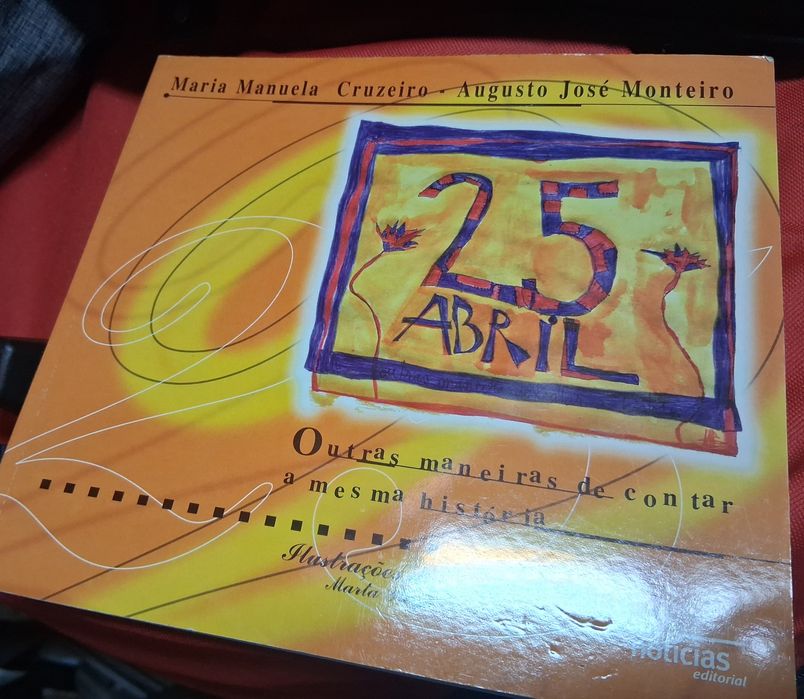 Maria Manuela Cruzeiro - Augusto José Monteiro
25
ABRIL
Outras maneiras de contar
a mesma história
Ilustrações
Marta
notícias
editorial